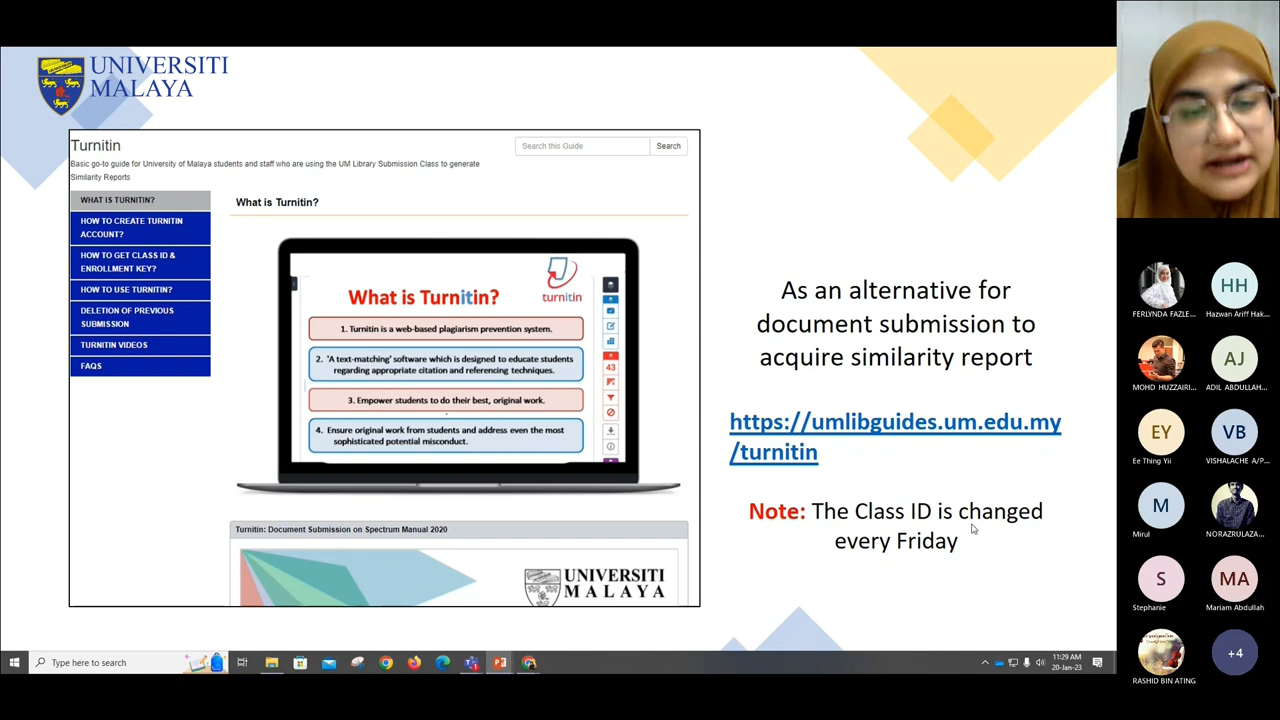 UNIVERSITI
MALAYA
Turnitin
Basic go-to guide for University of Malaya students and staff who are using the UM Library Submission Class to generate
Similarity Reports
Search this Guide
Search
WHAT IS TURNITIN?
HOW TO CREATE TURNITIN
ACCOUNT?
HOW TO GET CLASS ID &
ENROLLMENT KEY?
HOW TO USE TURNITIN?
DELETION OF PREVIOUS
SUBMISSION
TURNITIN VIDEOS
FAQS
What is Turnitin?
What is Turnitin?
turnitin
1. Turnitin is a web-based plagiarism prevention system.
2. 'A text-matching' software which is designed to educate students
regarding appropriate citation and referencing techniques.
3. Empower students to do their best, original work.
4. Ensure original work from students and address even the most
sophisticated potential misconduct.
43
Turnitin: Document Submission on Spectrum Manual 2020
UNIVERSITI
MALAYA
As an alternative for
document submission to
acquire similarity report
https://umlibguides.um.edu.my
/turnitin
Note: The Class ID is changed
every Friday
FERLYNDA FAZLE...
HH
Hazwan Ariff Hak...
MOHD HUZZAIRI...
AJ
ADIL ABDULLAH...
EY
Ee Thing Yii
VB
VISHALACHE A/P...
M
Mirul
NORAZRULAZA...
S
Stephanie
MA
Mariam Abdullah
RASHID BIN ATING
+4
Type here to search
11:29 AM
20-Jan-23